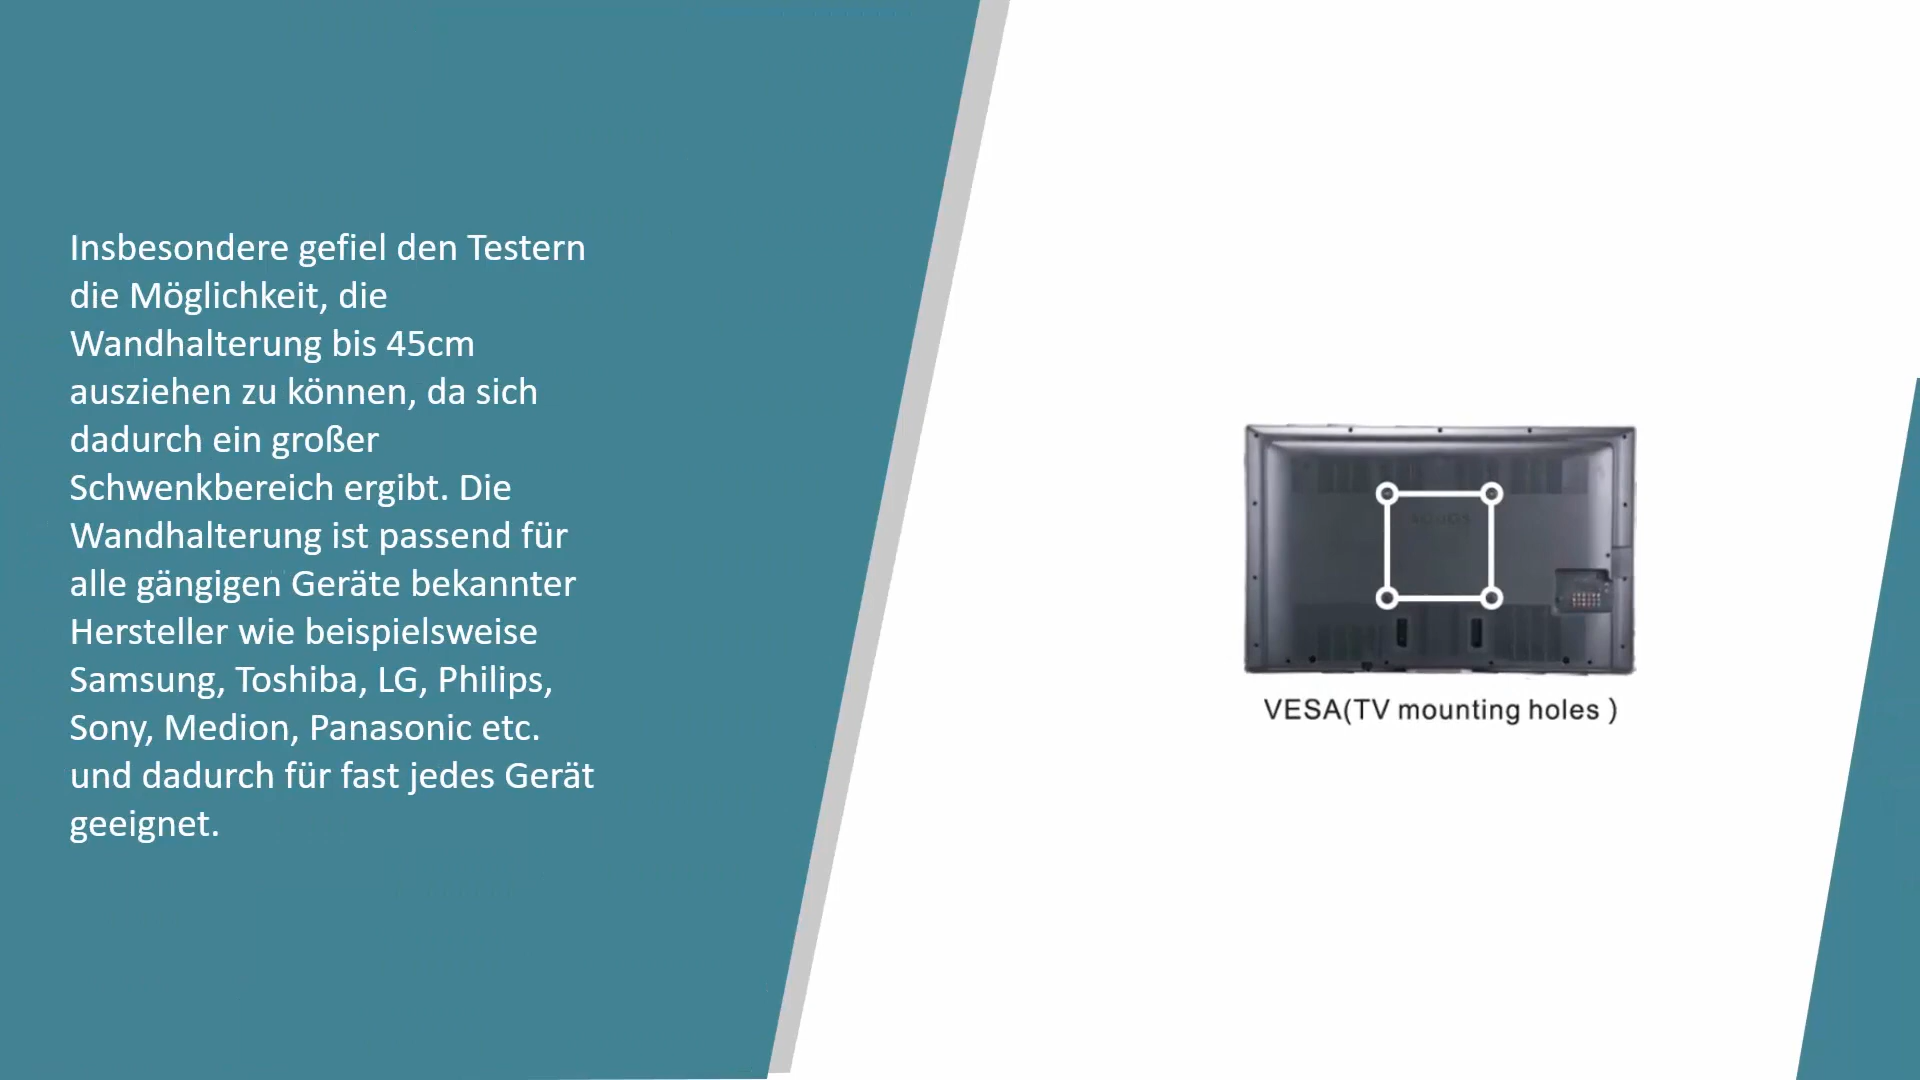 Insbesondere gefiel den Testern
die Möglichkeit, die
Wandhalterung bis 45cm
ausziehen zu können, da sich
dadurch ein großer
Schwenkbereich ergibt. Die
Wandhalterung ist passend für
alle gängigen Geräte bekannter
Hersteller wie beispielsweise
Samsung, Toshiba, LG, Philips,
Sony, Medion, Panasonic etc.
und dadurch für fast jedes Gerät
geeignet.
VESA(TV mounting holes )